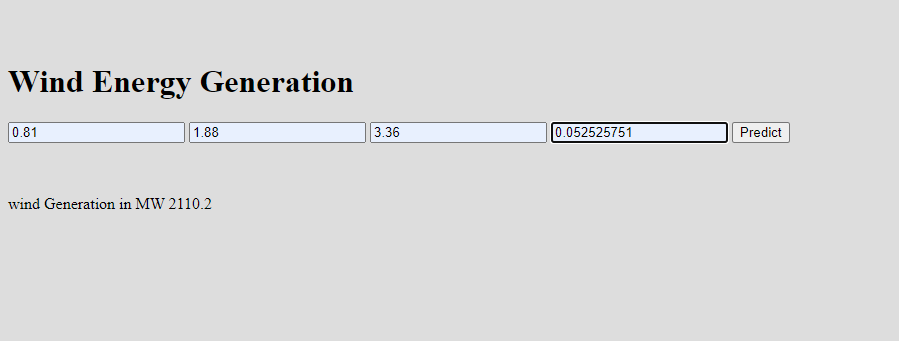 Wind Energy Generation
0.81 1.88 3.36 0.052525751 Predict
wind Generation in MW 2110.2